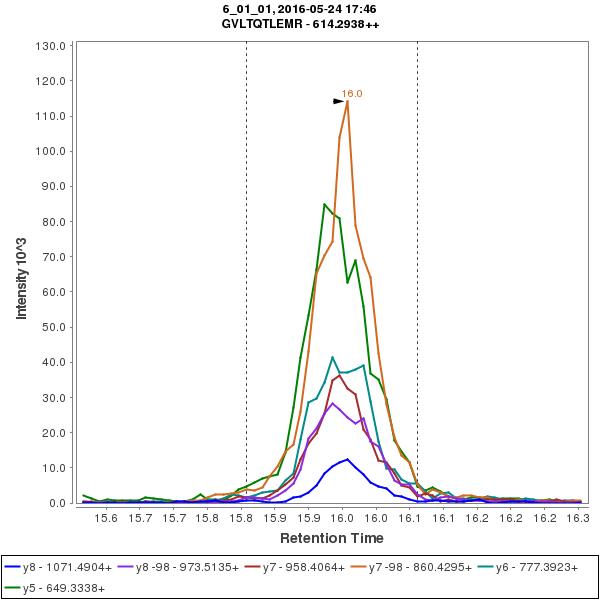 6_01_01, 2016-05-24 17:46
GVLTQTLEMR - 614.2938++
130.0
120.0
110.0
100.0
90.0
80.0
70.0
60.0
50.0
40.0
30.0
20.0
10.0
0.0
Intensity 10^3
16.0
15.6 15.7 15.7 15.8 15.8 15.9 15.9 16.0 16.0 16.1 16.1 16.2 16.2 16.2 16.3
Retention Time
y8 - 1071.4904+ y8 -98 - 973.5135+ y7 - 958.4064+ y7 -98 - 860.4295+ y6 - 777.3923+
y5 - 649.3338+